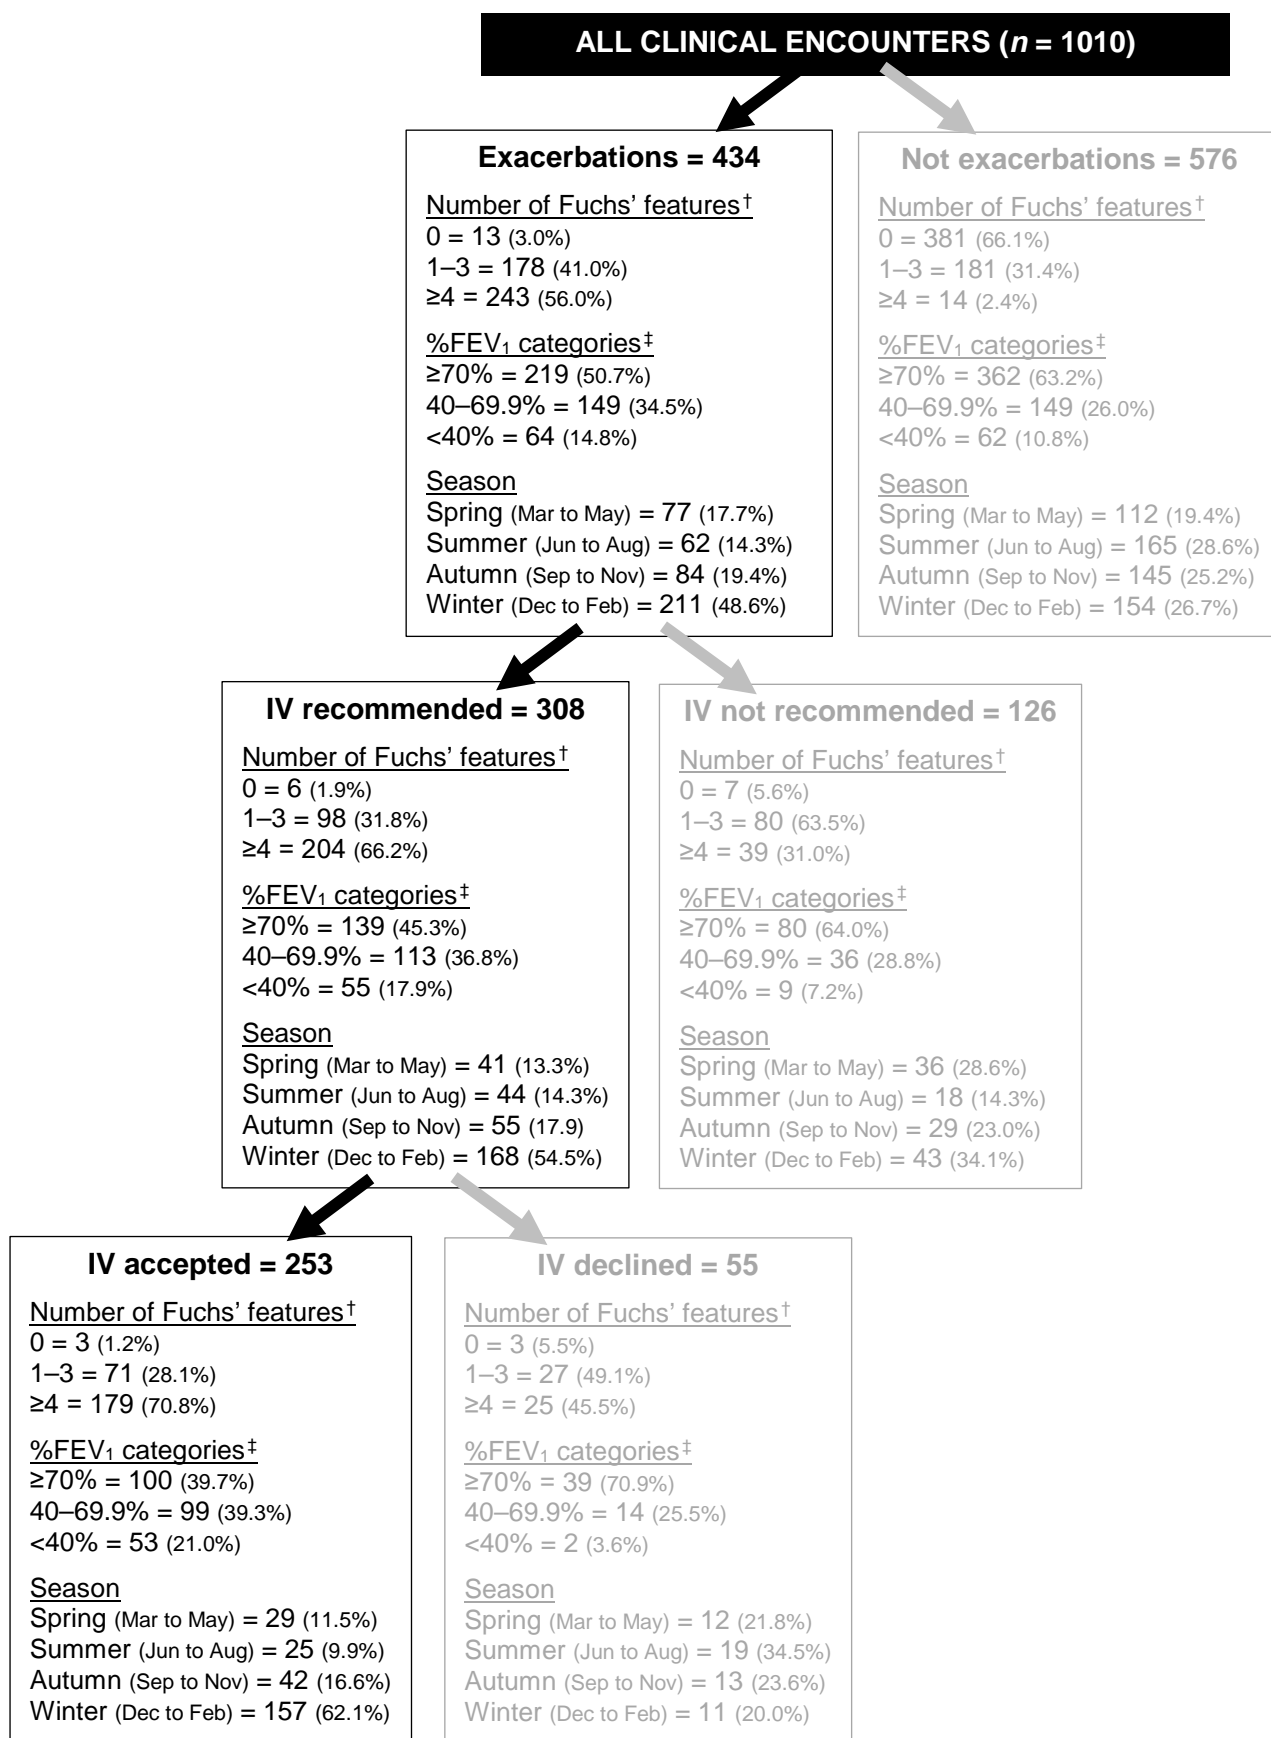 ALL CLINICAL ENCOUNTERS (n = 1010)
Exacerbations = 434
Number of Fuchs’ features†
0 = 13 (3.0%)
1–3 = 178 (41.0%)
≥4 = 243 (56.0%)
%FEV₁ categories‡
≥70% = 219 (50.7%)
40–69.9% = 149 (34.5%)
<40% = 64 (14.8%)
Season
Spring (Mar to May) = 77 (17.7%)
Summer (Jun to Aug) = 62 (14.3%)
Autumn (Sep to Nov) = 84 (19.4%)
Winter (Dec to Feb) = 211 (48.6%)
Not exacerbations = 576
Number of Fuchs’ features†
0 = 381 (66.1%)
1–3 = 181 (31.4%)
≥4 = 14 (2.4%)
%FEV₁ categories‡
≥70% = 362 (63.2%)
40–69.9% = 149 (26.0%)
<40% = 62 (10.8%)
Season
Spring (Mar to May) = 112 (19.4%)
Summer (Jun to Aug) = 165 (28.6%)
Autumn (Sep to Nov) = 145 (25.2%)
Winter (Dec to Feb) = 154 (26.7%)
IV recommended = 308
Number of Fuchs’ features†
0 = 6 (1.9%)
1–3 = 98 (31.8%)
≥4 = 204 (66.2%)
%FEV₁ categories‡
≥70% = 139 (45.3%)
40–69.9% = 113 (36.8%)
<40% = 55 (17.9%)
Season
Spring (Mar to May) = 41 (13.3%)
Summer (Jun to Aug) = 44 (14.3%)
Autumn (Sep to Nov) = 55 (17.9)
Winter (Dec to Feb) = 168 (54.5%)
IV not recommended = 126
Number of Fuchs’ features†
0 = 7 (5.6%)
1–3 = 80 (63.5%)
≥4 = 39 (31.0%)
%FEV₁ categories‡
≥70% = 80 (64.0%)
40–69.9% = 36 (28.8%)
<40% = 9 (7.2%)
Season
Spring (Mar to May) = 36 (28.6%)
Summer (Jun to Aug) = 18 (14.3%)
Autumn (Sep to Nov) = 29 (23.0%)
Winter (Dec to Feb) = 43 (34.1%)
IV accepted = 253
Number of Fuchs’ features†
0 = 3 (1.2%)
1–3 = 71 (28.1%)
≥4 = 179 (70.8%)
%FEV₁ categories‡
≥70% = 100 (39.7%)
40–69.9% = 99 (39.3%)
<40% = 53 (21.0%)
Season
Spring (Mar to May) = 29 (11.5%)
Summer (Jun to Aug) = 25 (9.9%)
Autumn (Sep to Nov) = 42 (16.6%)
Winter (Dec to Feb) = 157 (62.1%)
IV declined = 55
Number of Fuchs’ features†
0 = 3 (5.5%)
1–3 = 27 (49.1%)
≥4 = 25 (45.5%)
%FEV₁ categories‡
≥70% = 39 (70.9%)
40–69.9% = 14 (25.5%)
<40% = 2 (3.6%)
Season
Spring (Mar to May) = 12 (21.8%)
Summer (Jun to Aug) = 19 (34.5%)
Autumn (Sep to Nov) = 13 (23.6%)
Winter (Dec to Feb) = 11 (20.0%)